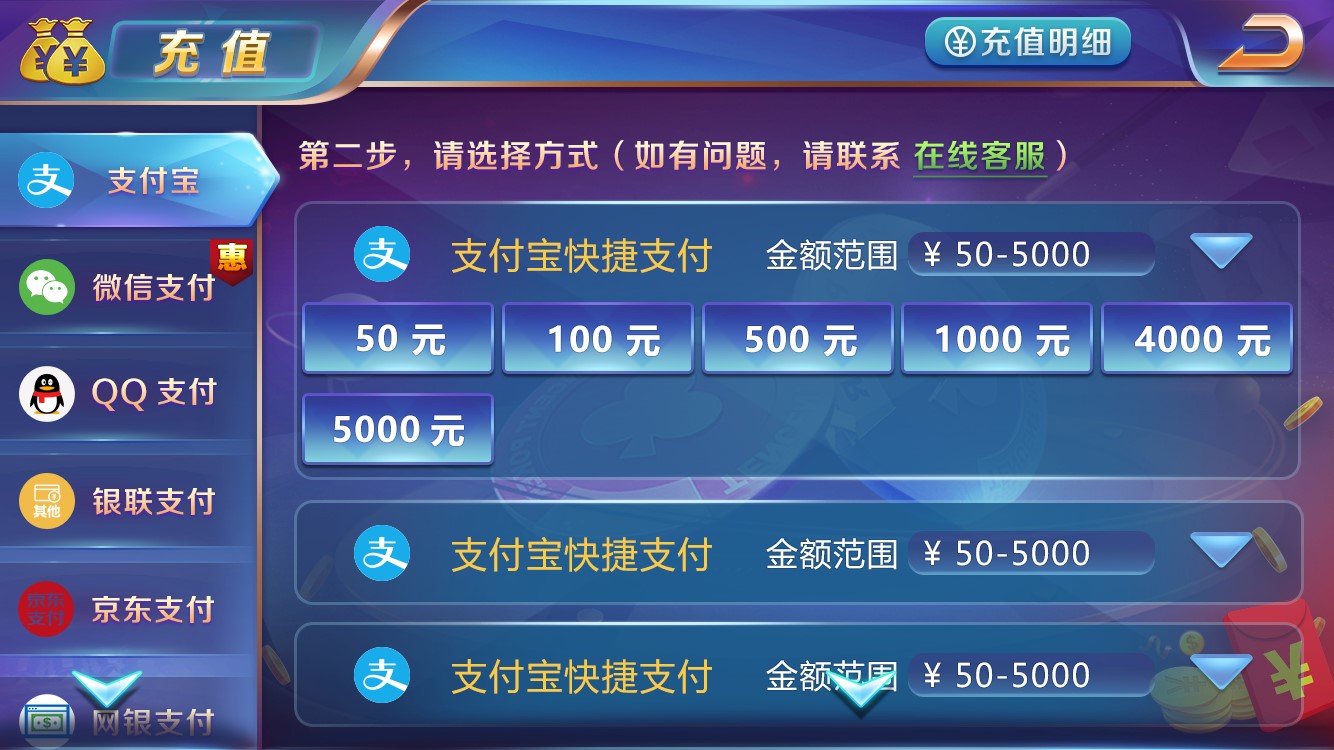 充值
¥充值明细
支付宝
微信支付
惠
QQ 支付
其他
银联支付
京东
支付
京东支付
网银支付
第二步，请选择方式（如有问题，请联系 在线客服）
支付宝快捷支付 金额范围 ¥ 50-5000
50 元 100 元 500 元 1000 元 4000 元
5000 元
支付宝快捷支付 金额范围 ¥ 50-5000
支付宝快捷支付 金额范围 ¥ 50-5000